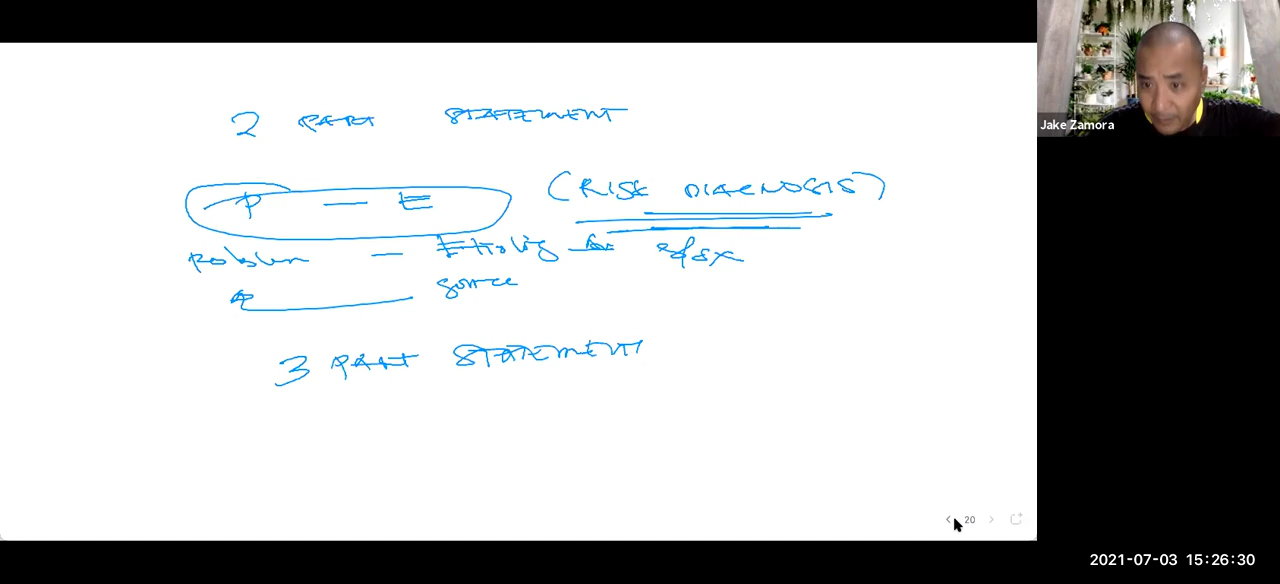 2 PART STATEMENT
Jake Zamora
P — E (RISK DIAGNOSIS)
Problem — Etiology
source
3 PART STATEMENT
20
2021-07-03 15:26:30